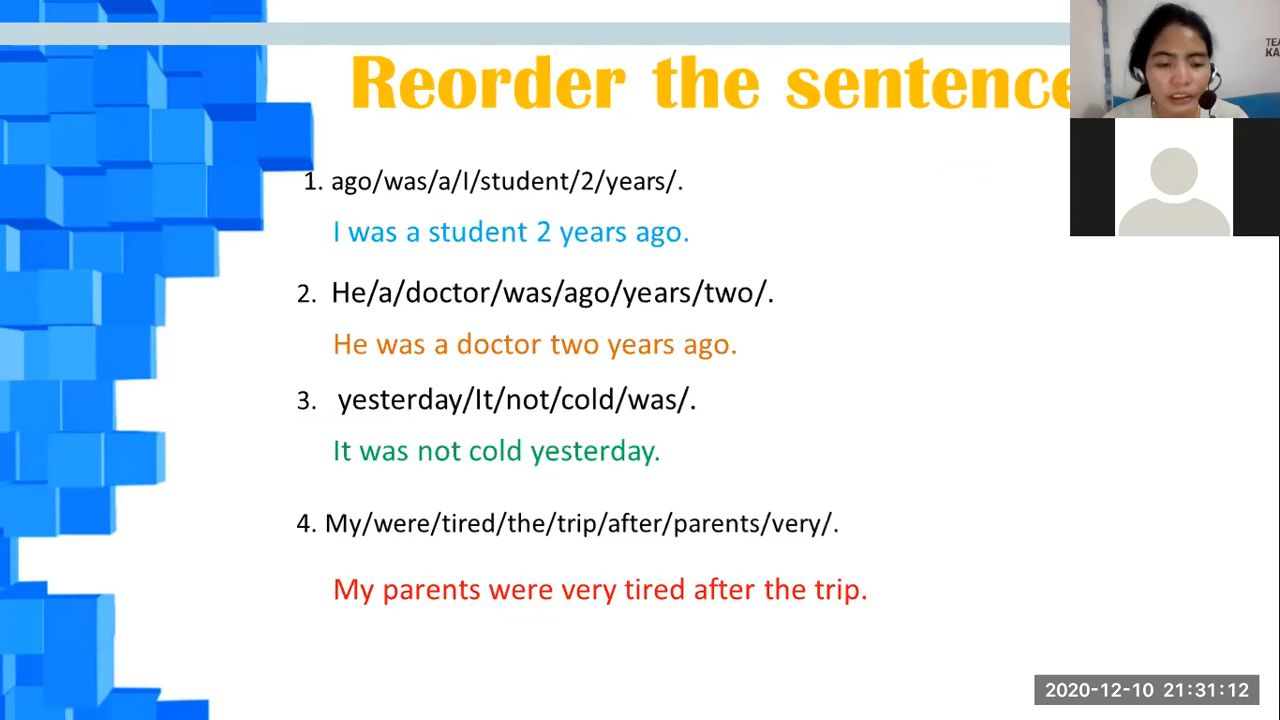 Reorder the sentence
TEA
KA
1. ago/was/a/I/student/2/years/.
I was a student 2 years ago.
2. He/a/doctor/was/ago/years/two/.
He was a doctor two years ago.
3. yesterday/It/not/cold/was/.
It was not cold yesterday.
4. My/were/tired/the/trip/after/parents/very/.
My parents were very tired after the trip.
2020-12-10 21:31:12